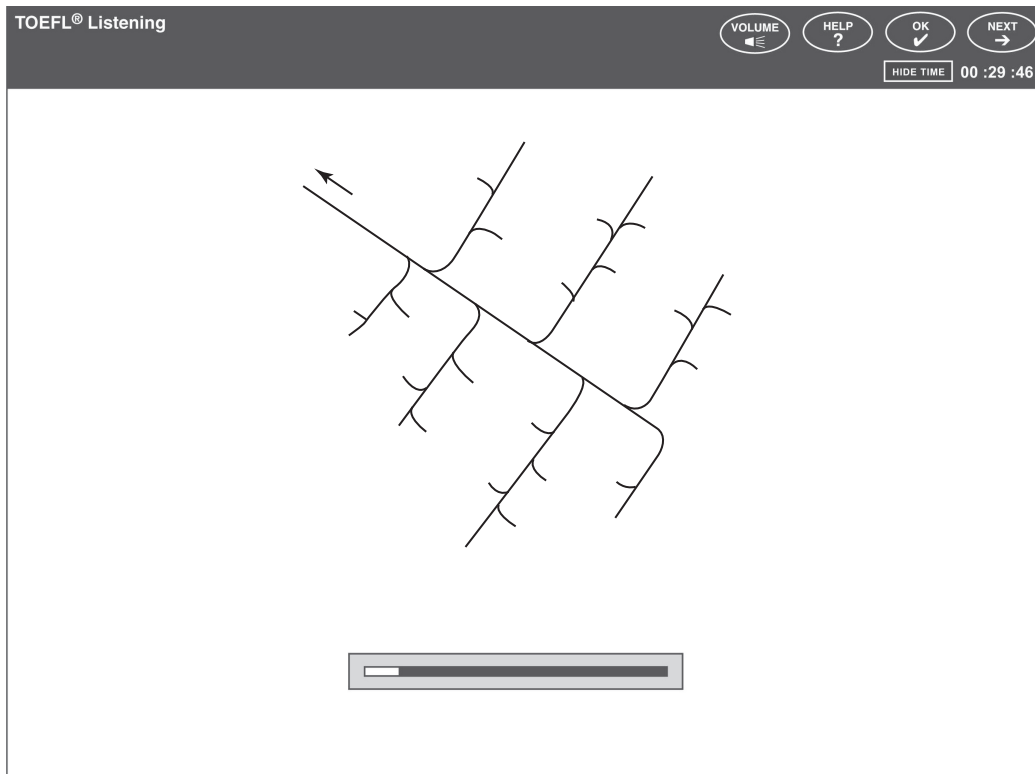 TOEFL® Listening
VOLUME
HELP
?
OK
NEXT
HIDE TIME 00 :29 :46